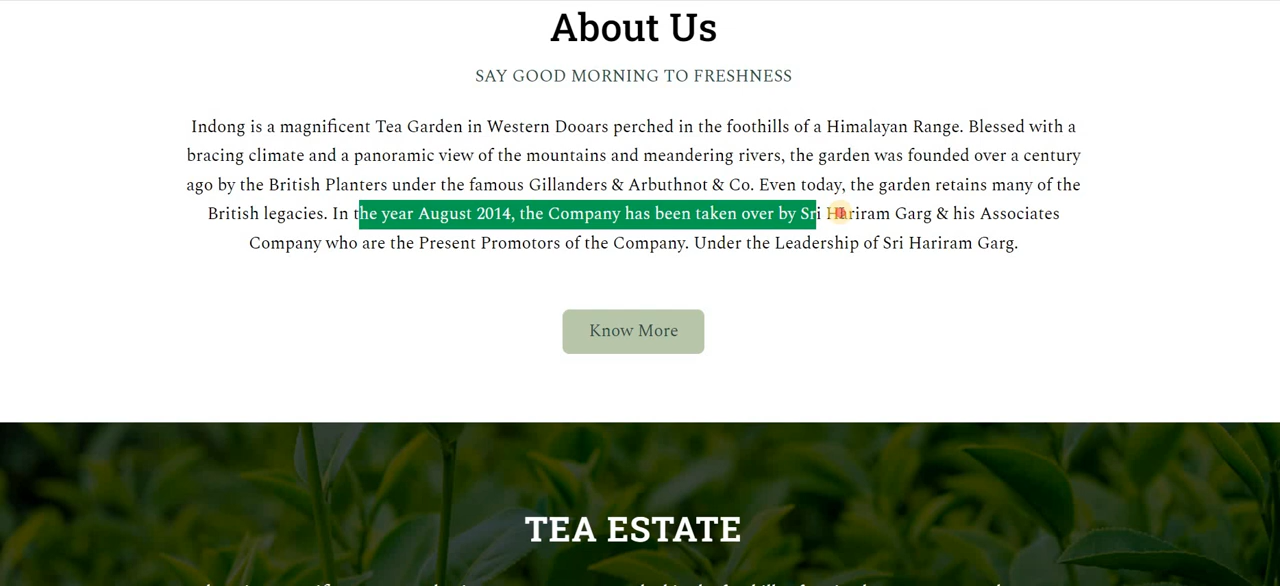 About Us
SAY GOOD MORNING TO FRESHNESS
Indong is a magnificent Tea Garden in Western Dooars perched in the foothills of a Himalayan Range. Blessed with a
bracing climate and a panoramic view of the mountains and meandering rivers, the garden was founded over a century
ago by the British Planters under the famous Gillanders & Arbuthnot & Co. Even today, the garden retains many of the
British legacies. In the year August 2014, the Company has been taken over by Sri Hariram Garg & his Associates
Company who are the Present Promotors of the Company. Under the Leadership of Sri Hariram Garg.
Know More
TEA ESTATE